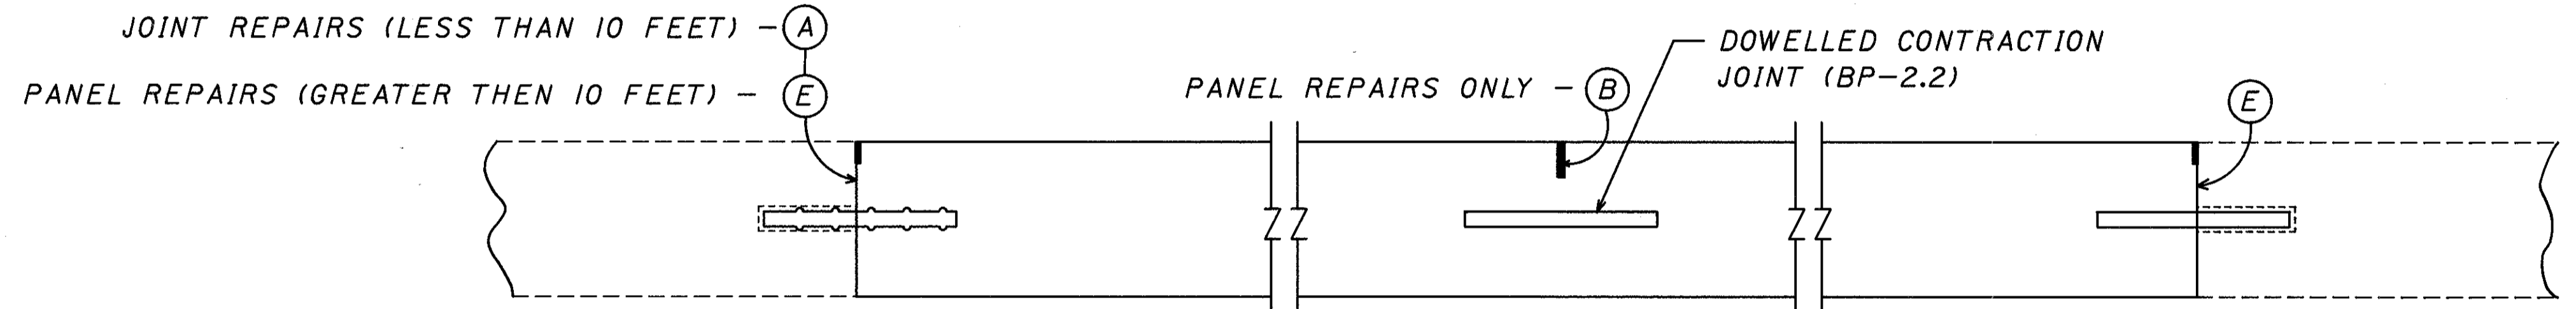 JOINT REPAIRS (LESS THAN 10 FEET) - A
PANEL REPAIRS (GREATER THEN 10 FEET) - E
PANEL REPAIRS ONLY - B
DOWELLED CONTRACTION
JOINT (BP-2.2)
E